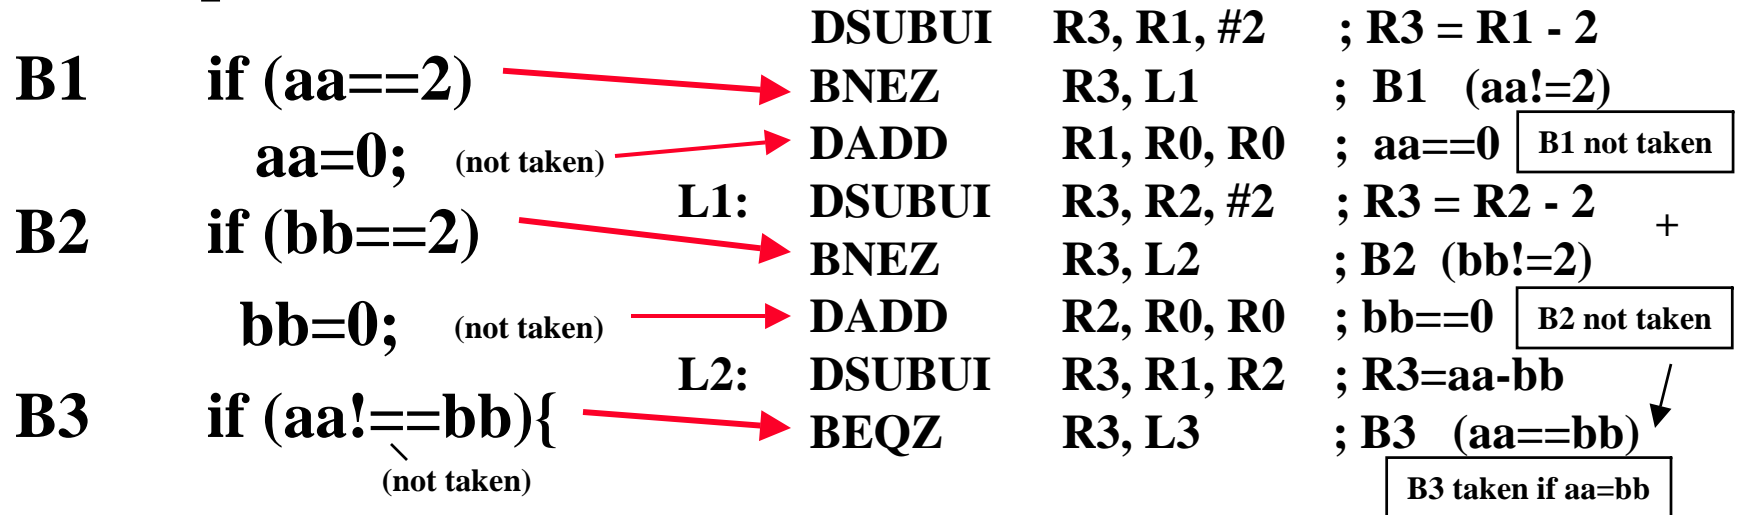 DSUBUI R3, R1, #2 ; R3 = R1 - 2
B1 if (aa==2) BNEZ R3, L1 ; B1 (aa!=2)
aa=0; (not taken) DADD R1, R0, R0 ; aa==0 B1 not taken
L1: DSUBUI R3, R2, #2 ; R3 = R2 - 2
+
B2 if (bb==2) BNEZ R3, L2 ; B2 (bb!=2)
bb=0; (not taken) DADD R2, R0, R0 ; bb==0 B2 not taken
L2: DSUBUI R3, R1, R2 ; R3=aa-bb
B3 if (aa!==bb){ BEQZ R3, L3 ; B3 (aa==bb)
(not taken) B3 taken if aa=bb